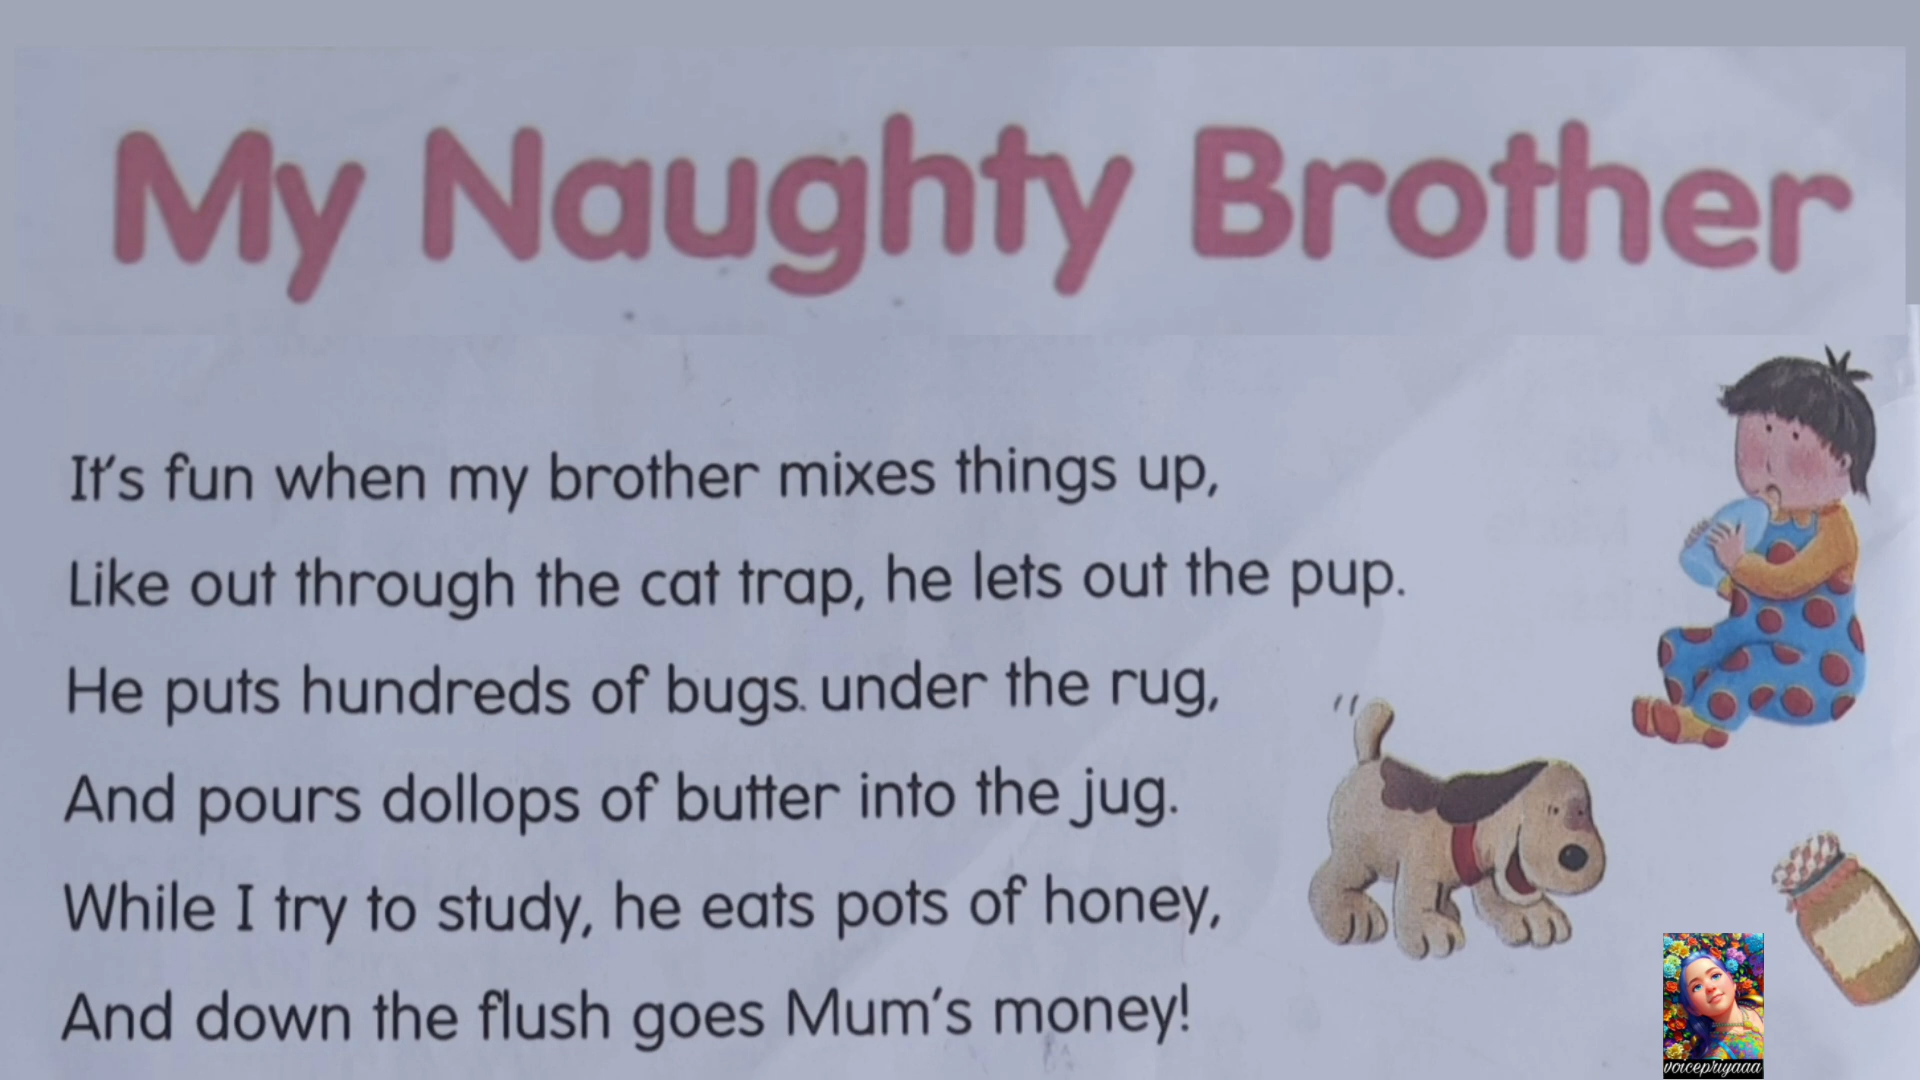 My Naughty Brother
It's fun when my brother mixes things up,
Like out through the cat trap, he lets out the pup.
He puts hundreds of bugs under the rug,
And pours dollops of butter into the jug.
While I try to study, he eats pots of honey,
And down the flush goes Mum's money!
voicepriyaaa